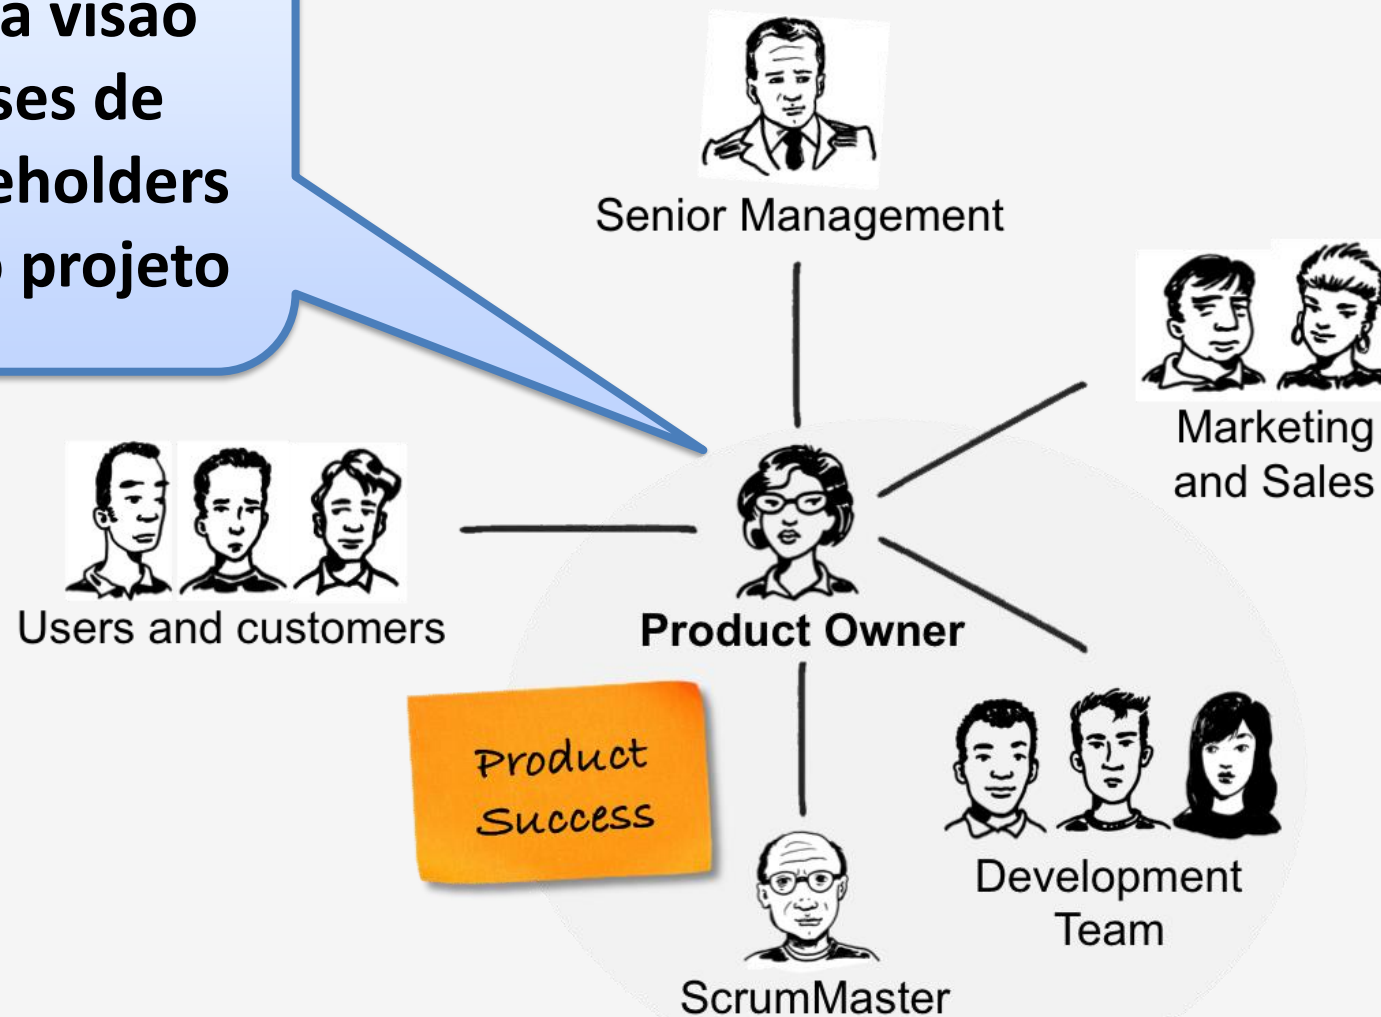 a visão
ses de
eholders
projeto
Senior Management
Marketing
and Sales
Users and customers
Product Owner
Product
Success
Development
Team
ScrumMaster